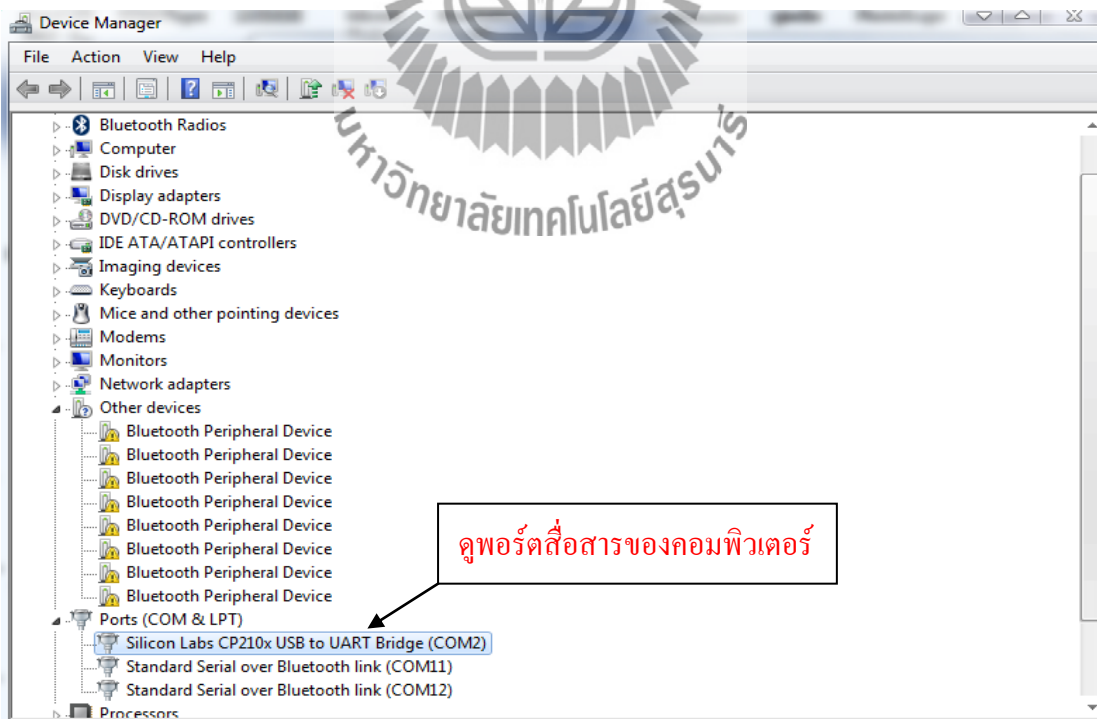 Device Manager
File Action View Help
มหาวิทยาลัยเทคโนโลยีสุรนารี
Bluetooth Radios
Computer
Disk drives
Display adapters
DVD/CD-ROM drives
IDE ATA/ATAPI controllers
Imaging devices
Keyboards
Mice and other pointing devices
Modems
Monitors
Network adapters
Other devices
Bluetooth Peripheral Device
Bluetooth Peripheral Device
Bluetooth Peripheral Device
Bluetooth Peripheral Device
Bluetooth Peripheral Device
Bluetooth Peripheral Device
Bluetooth Peripheral Device
Bluetooth Peripheral Device
ดูพอร์ตสื่อสารของคอมพิวเตอร์
Ports (COM & LPT)
Silicon Labs CP210x USB to UART Bridge (COM2)
Standard Serial over Bluetooth link (COM11)
Standard Serial over Bluetooth link (COM12)
Processors